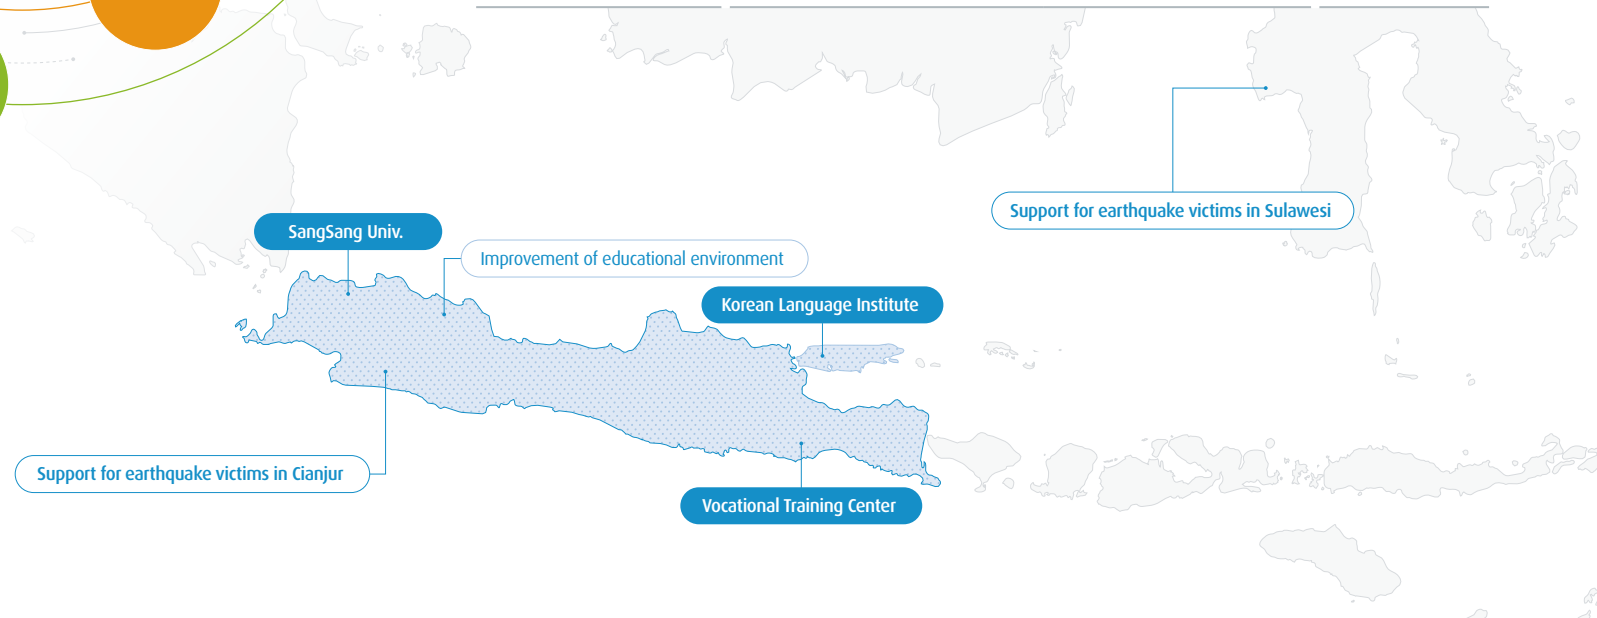 Support for earthquake victims in Sulawesi
SangSang Univ.
Improvement of educational environment
Korean Language Institute
Support for earthquake victims in Cianjur
Vocational Training Center